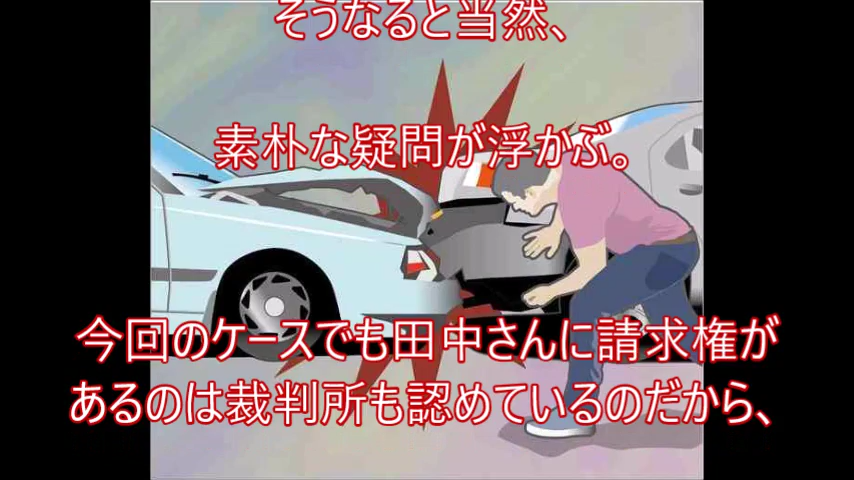 そうなると当然、
素朴な疑問が浮かぶ。
今回のケースでも田中さんに請求権が
あるのは裁判所も認めているのだから、